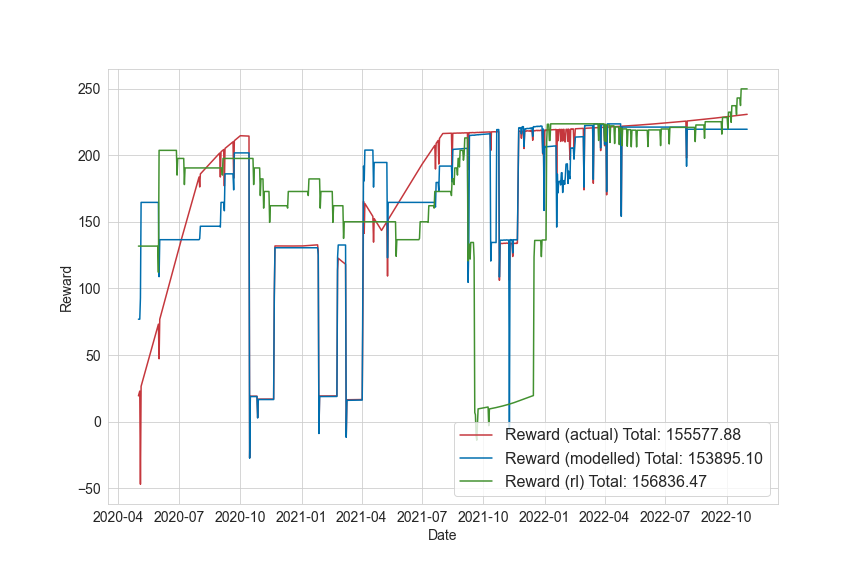 250
200
150
100
50
0
−50
Reward
Reward (actual) Total: 155577.88
Reward (modelled) Total: 153895.10
Reward (rl) Total: 156836.47
2020-04 2020-07 2020-10 2021-01 2021-04 2021-07 2021-10 2022-01 2022-04 2022-07 2022-10
Date